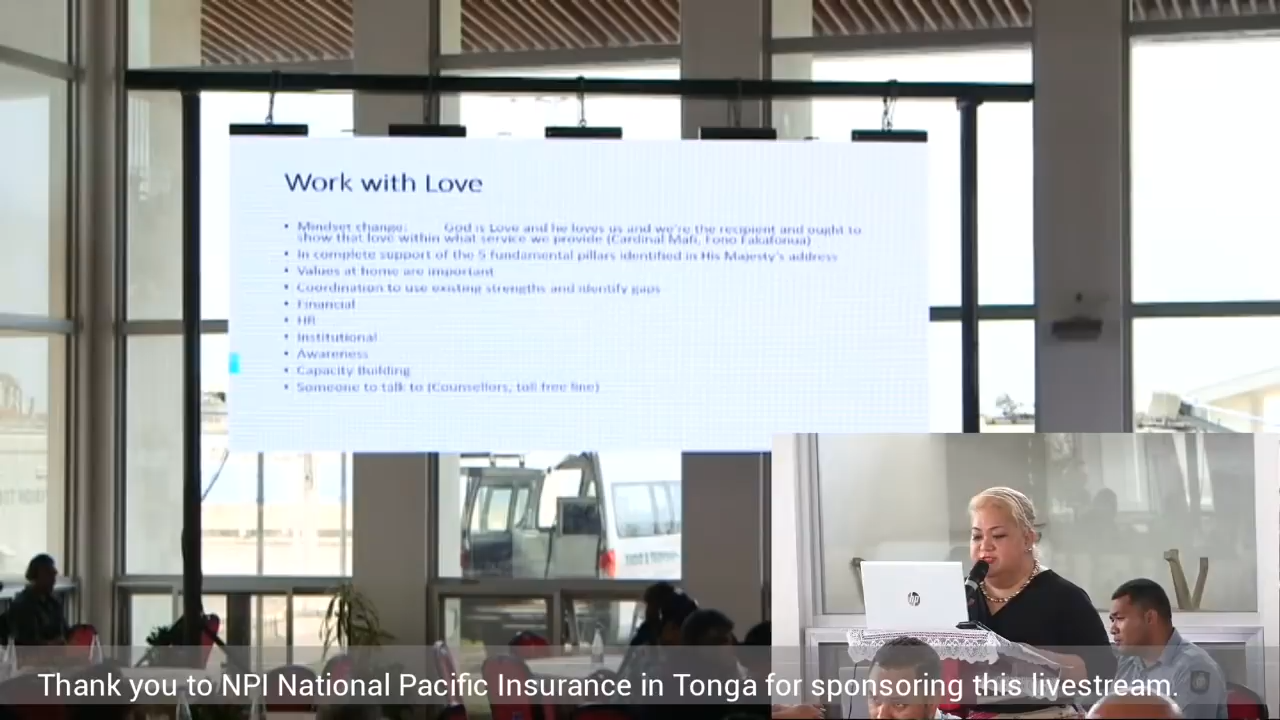 Work with Love
• Mindset change: God is Love and he loves us and we're the recipient and ought to
show that love within what service we provide (Cardinal Mafi, Fono Fakafonua)
• In complete support of the 5 fundamental pillars identified in His Majesty's address
• Values at home are important
• Coordination to use existing strengths and identify gaps
• Financial
• HR
• Institutional
• Awareness
• Capacity Building
• Someone to talk to (Counsellors, toll free line)
hp
Thank you to NPI National Pacific Insurance in Tonga for sponsoring this livestream.